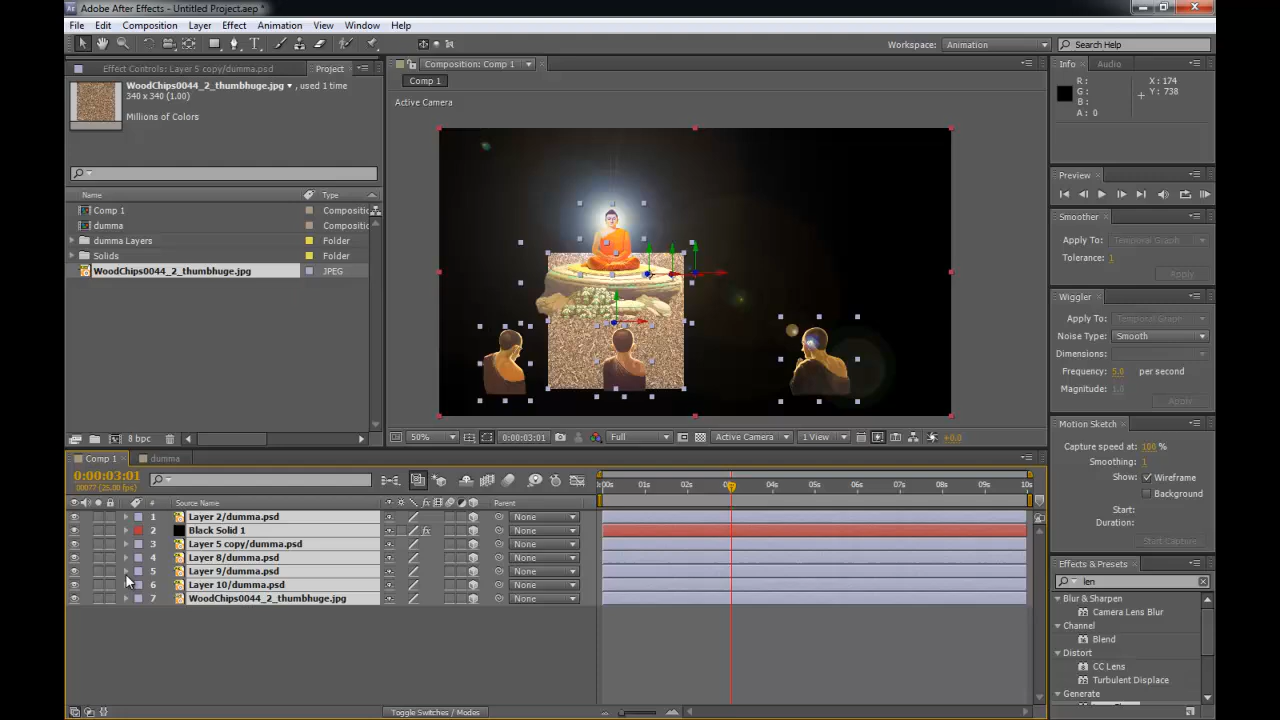 Adobe After Effects - Untitled Project.aep *
File Edit Composition Layer Effect Animation View Window Help
Workspace: Animation Search Help
Effect Controls: Layer 5 copy/dumma.psd Project
WoodChips0044_2_thumbhuge.jpg ▾ , used 1 time
340 x 340 (1.00)
Millions of Colors
Name Type
Comp 1 Compositic
dumma Compositic
dumma Layers Folder
Solids Folder
WoodChips0044_2_thumbhuge.jpg JPEG
8 bpc
Composition: Comp 1
Comp 1
Active Camera
50% 0:00:03:01 Full Active Camera 1 View +0.0
Info Audio
R : X : 174
G : Y : 738
B :
A : 0
Preview
Smoother
Apply To: Temporal Graph
Tolerance: 1
Apply
Wiggler
Apply To: Temporal Graph
Noise Type: Smooth
Dimensions:
Frequency: 5.0 per second
Magnitude: 1.0
Apply
Motion Sketch
Capture speed at: 100 %
Smoothing: 1
Show: Wireframe
Background
Start:
Duration:
Start Capture
Effects & Presets
len
Blur & Sharpen
Camera Lens Blur
Channel
Blend
Distort
CC Lens
Turbulent Displace
Generate
Comp 1 dumma
0:00:03:01
00077 (25.00 fps)
# Source Name Parent
00s 01s 02s 03s 04s 05s 06s 07s 08s 09s 10s
1 Layer 2/dumma.psd None
2 Black Solid 1 None
3 Layer 5 copy/dumma.psd None
4 Layer 8/dumma.psd None
5 Layer 9/dumma.psd None
6 Layer 10/dumma.psd None
7 WoodChips0044_2_thumbhuge.jpg None
Toggle Switches / Modes